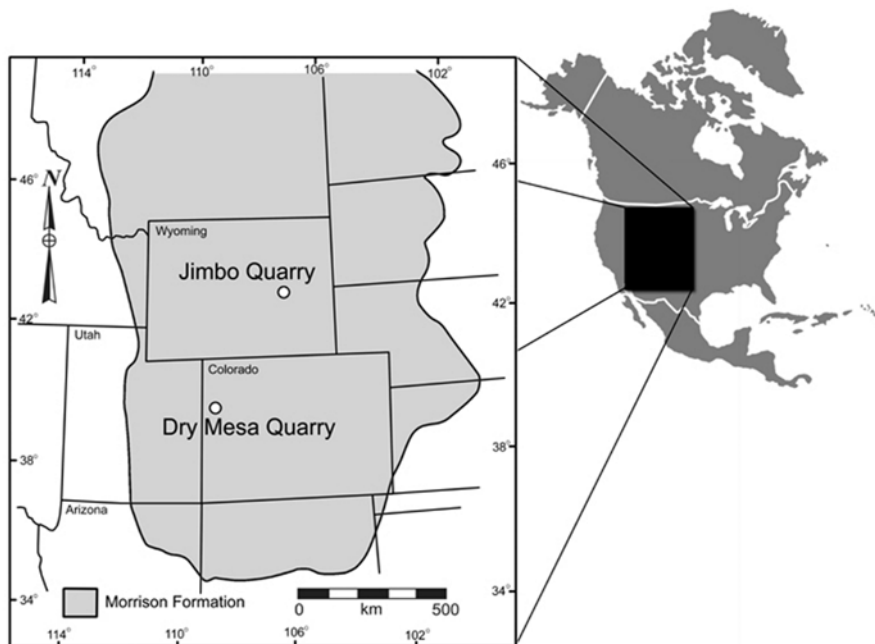 114° 110° 106° 102°
46° 46°
N
Wyoming
Jimbo Quarry
42° 42°
Utah
Colorado
Dry Mesa Quarry
38° 38°
Arizona
34° 34°
Morrison Formation
0 km 500
114° 110° 106° 102°